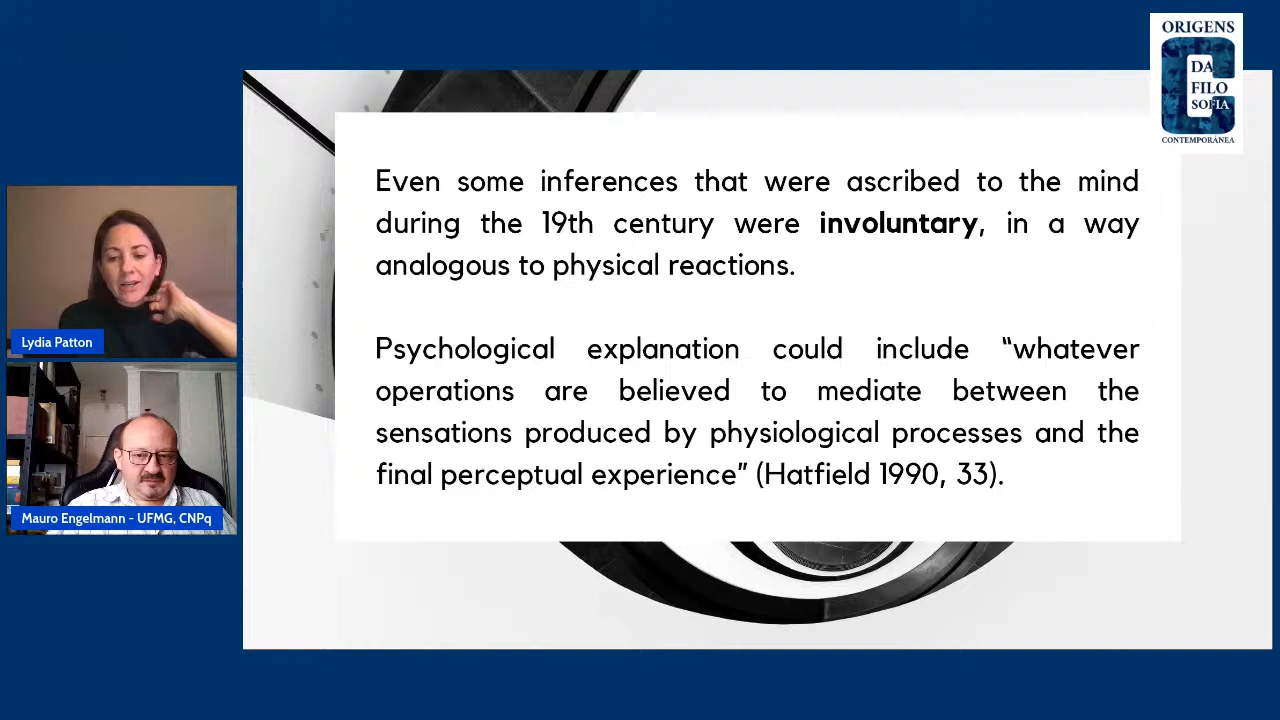 ORIGENS
DA
FILO
SOFIA
CONTEMPORÂNEA
Even some inferences that were ascribed to the mind
during the 19th century were involuntary, in a way
analogous to physical reactions.
Psychological explanation could include “whatever
operations are believed to mediate between the
sensations produced by physiological processes and the
final perceptual experience” (Hatfield 1990, 33).
Lydia Patton
Mauro Engelmann - UFMG, CNPq